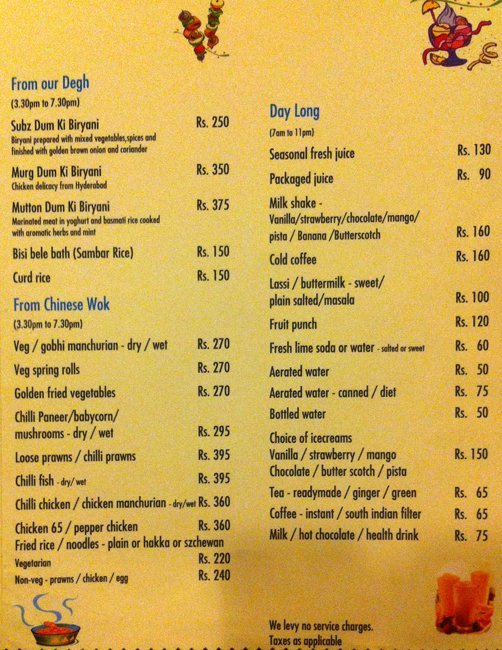 From our Degh
(3.30pm to 7.30pm)
Subz Dum Ki Biryani Rs. 250
Biryani prepared with mixed vegetables,spices and
finished with golden brown onion and coriander
Murg Dum Ki Biryani Rs. 350
Chicken delicacy from Hyderabad
Mutton Dum Ki Biryani Rs. 375
Marinated meat in yoghurt and basmati rice cooked
with aromatic herbs and mint
Bisi bele bath (Sambar Rice) Rs. 150
Curd rice Rs. 150
From Chinese Wok
(3.30pm to 7.30pm)
Veg / gobhi manchurian - dry / wet Rs. 270
Veg spring rolls Rs. 270
Golden fried vegetables Rs. 270
Chilli Paneer/babycorn/
mushrooms - dry / wet Rs. 295
Loose prawns / chilli prawns Rs. 395
Chilli fish - dry/ wet Rs. 395
Chilli chicken / chicken manchurian - dry/wet Rs. 360
Chicken 65 / pepper chicken Rs. 360
Fried rice / noodles - plain or hakka or szchewan
Vegetarian Rs. 220
Non-veg - prawns / chicken / egg Rs. 240
Day Long
(7am to 11pm)
Seasonal fresh juice Rs. 130
Packaged juice Rs. 90
Milk shake -
Vanilla/strawberry/chocolate/mango/
pista / Banana /Butterscotch Rs. 160
Cold coffee Rs. 160
Lassi / buttermilk - sweet/
plain salted/masala Rs. 100
Fruit punch Rs. 120
Fresh lime soda or water - salted or sweet Rs. 60
Aerated water Rs. 50
Aerated water - canned / diet Rs. 75
Bottled water Rs. 50
Choice of icecreams
Vanilla / strawberry / mango Rs. 150
Chocolate / butter scotch / pista
Tea - readymade / ginger / green Rs. 65
Coffee - instant / south indian filter Rs. 65
Milk / hot chocolate / health drink Rs. 75
We levy no service charges.
Taxes as applicable